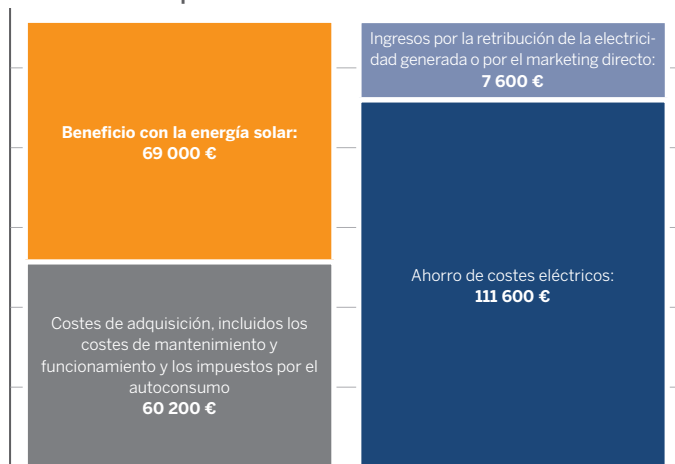 Beneficio con la energía solar:
69 000 €
Costes de adquisición, incluidos los
costes de mantenimiento y
funcionamiento y los impuestos por el
autoconsumo
60 200 €
Ingresos por la retribución de la electrici-
dad generada o por el marketing directo:
7 600 €
Ahorro de costes eléctricos:
111 600 €